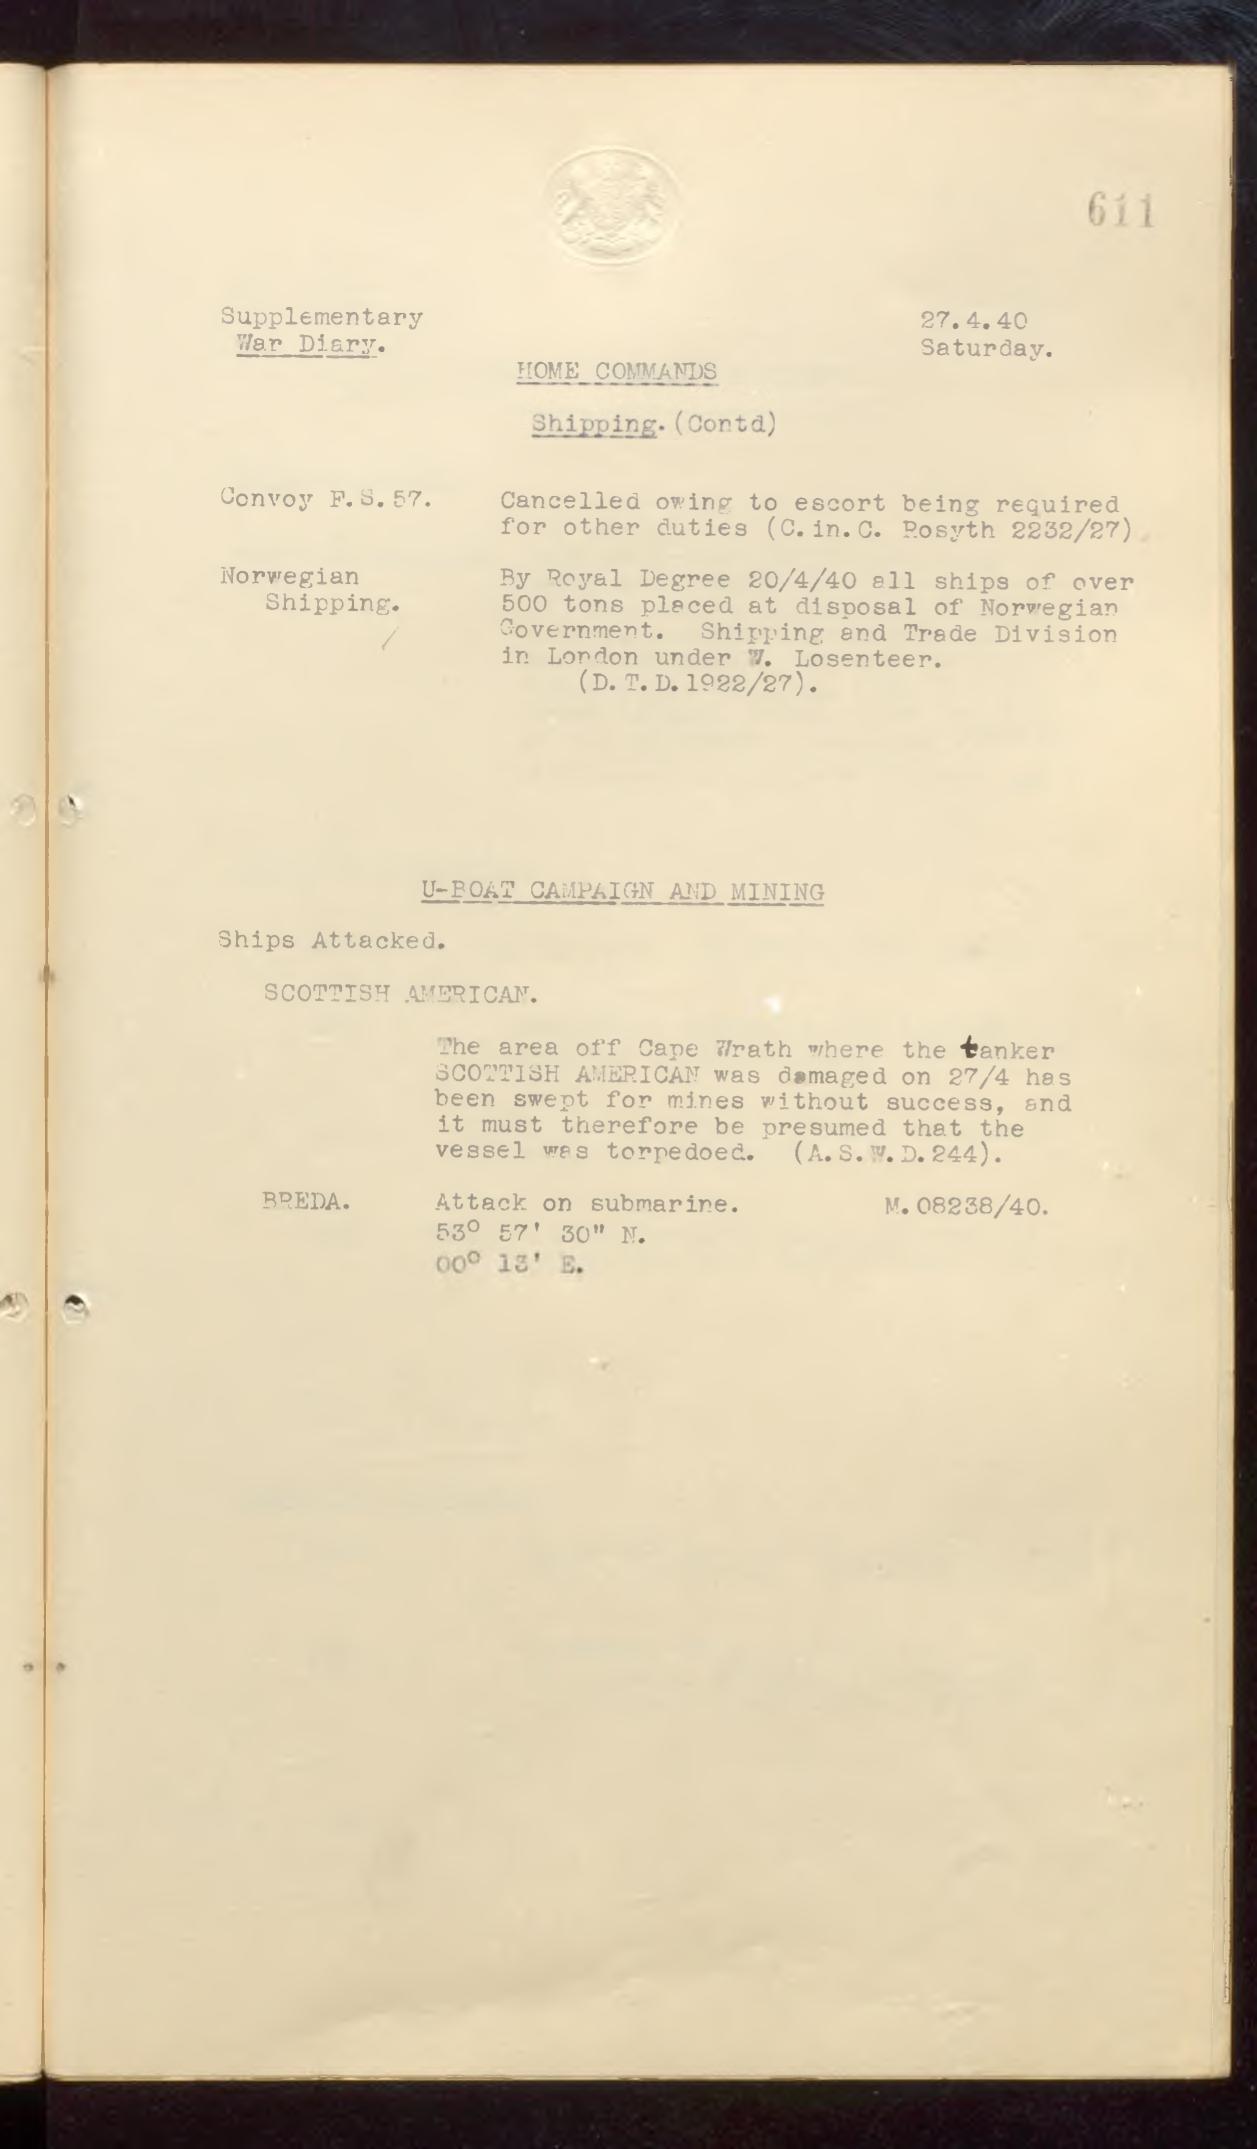 611
Supplementary
War Diary.
27.4.40
Saturday.
HOME COMMANDS
Shipping. (Contd)
Convoy F.S.57. Cancelled owing to escort being required
for other duties (C.in.C. Rosyth 2232/27)
Norwegian
Shipping.
By Royal Degree 20/4/40 all ships of over
500 tons placed at disposal of Norwegian
Government. Shipping and Trade Division
in London under W. Losenteer.
(D.T.D.1922/27).
U-BOAT CAMPAIGN AND MINING
Ships Attacked.
SCOTTISH AMERICAN.
The area off Cape Wrath where the tanker
SCOTTISH AMERICAN was damaged on 27/4 has
been swept for mines without success, and
it must therefore be presumed that the
vessel was torpedoed. (A.S.W.D.244).
BREDA. Attack on submarine. M.08238/40.
53° 57' 30" N.
00° 13' E.